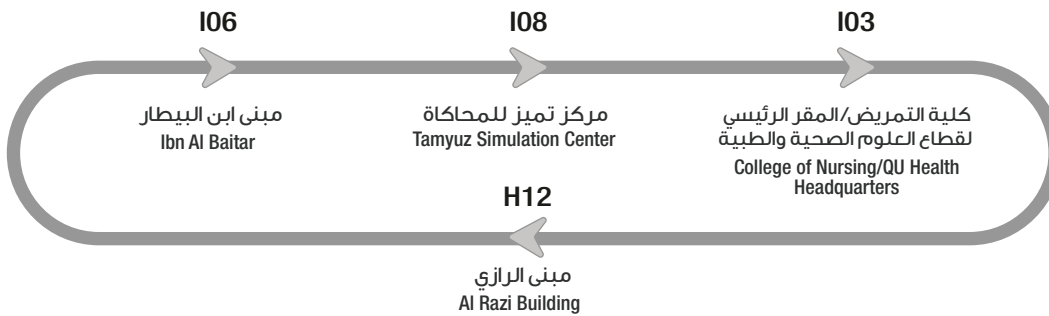 I06
مبنى ابن البيطار
Ibn Al Baitar
I08
مركز تميز للمحاكاة
Tamyuz Simulation Center
I03
كلية التمريض/المقر الرئيسي
لقطاع العلوم الصحية والطبية
College of Nursing/QU Health
Headquarters
H12
مبنى الرازي
Al Razi Building